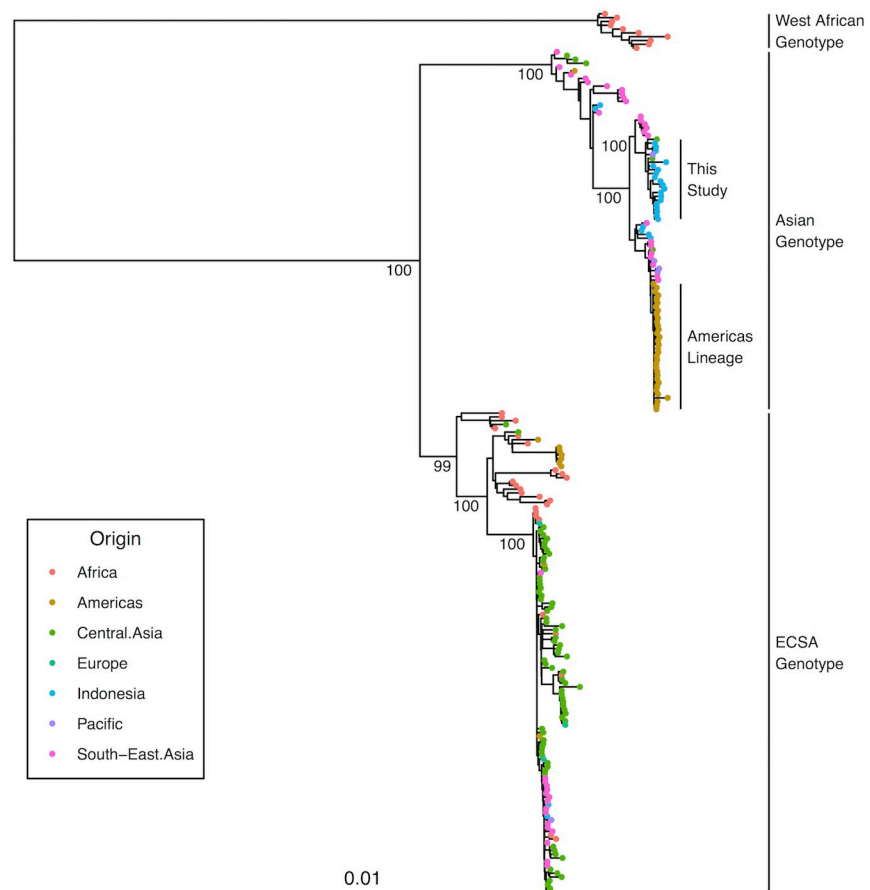 West African
Genotype
100
100
This
Study
100
Asian
Genotype
100
Americas
Lineage
99
100
100
Origin
Africa
Americas
Central.Asia
Europe
Indonesia
Pacific
South−East.Asia
ECSA
Genotype
0.01